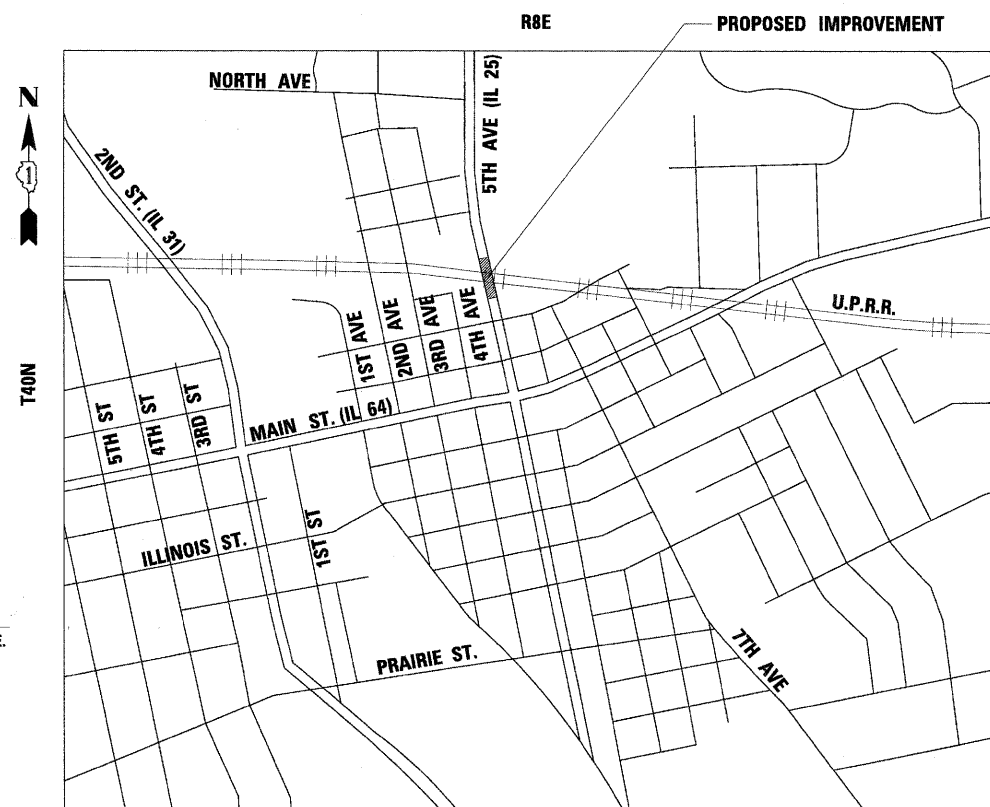 R8E
PROPOSED IMPROVEMENT
NORTH AVE
5TH AVE (IL 25)
N
1
2ND ST. (IL 31)
U.P.R.R.
1ST AVE
2ND AVE
3RD AVE
4TH AVE
T40N
5TH ST
4TH ST
3RD ST
MAIN ST. (IL 64)
1ST ST
ILLINOIS ST.
E.
7TH AVE
PRAIRIE ST.